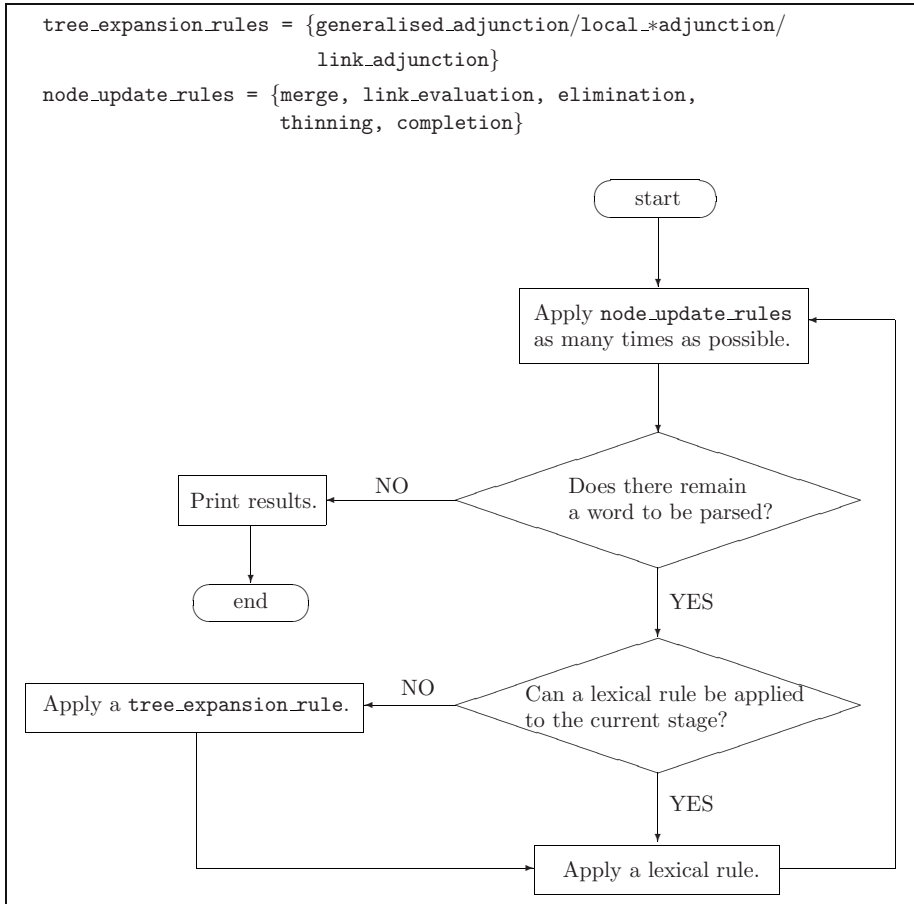 tree_expansion_rules = {generalised_adjunction/local_*adjunction/
link_adjunction}
node_update_rules = {merge, link_evaluation, elimination,
thinning, completion}
start
Apply node_update_rules
as many times as possible.
Does there remain
a word to be parsed?
NO
Print results.
end
YES
Can a lexical rule be applied
to the current stage?
NO
Apply a tree_expansion_rule.
YES
Apply a lexical rule.